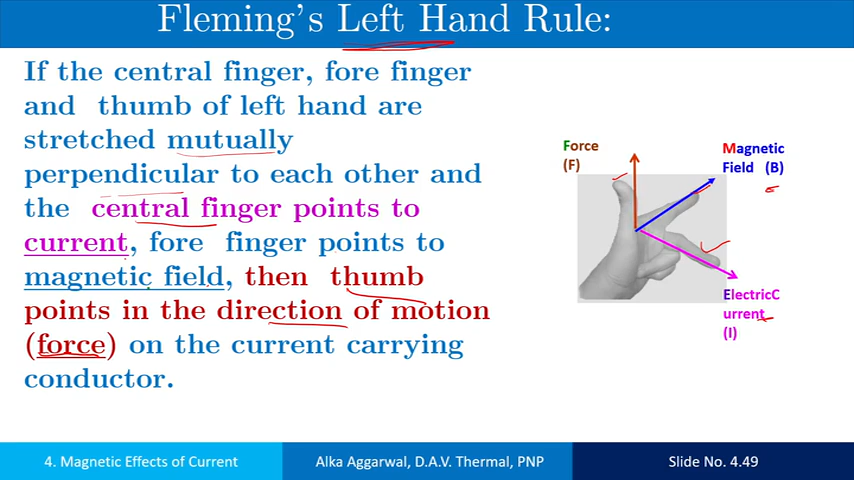 Fleming's Left Hand Rule:
If the central finger, fore finger
and thumb of left hand are
stretched mutually
perpendicular to each other and
the central finger points to
current, fore finger points to
magnetic field, then thumb
points in the direction of motion
(force) on the current carrying
conductor.
Force
(F)
Magnetic
Field (B)
ElectricC
urrent
(I)
4. Magnetic Effects of Current
Alka Aggarwal, D.A.V. Thermal, PNP
Slide No. 4.49